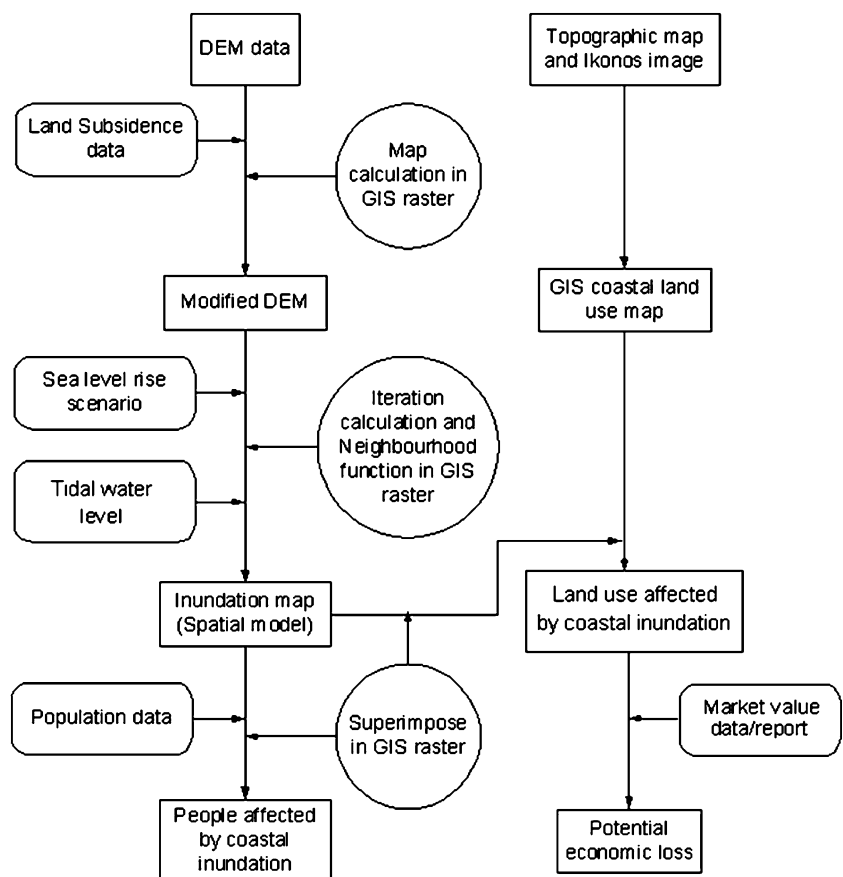 DEM data
Topographic map
and Ikonos image
Land Subsidence
data
Map
calculation in
GIS raster
Modified DEM
GIS coastal land
use map
Sea level rise
scenario
Iteration
calculation and
Neighbourhood
function in GIS
raster
Tidal water
level
Inundation map
(Spatial model)
Land use affected
by coastal inundation
Population data
Superimpose
in GIS raster
Market value
data/report
People affected
by coastal
inundation
Potential
economic loss